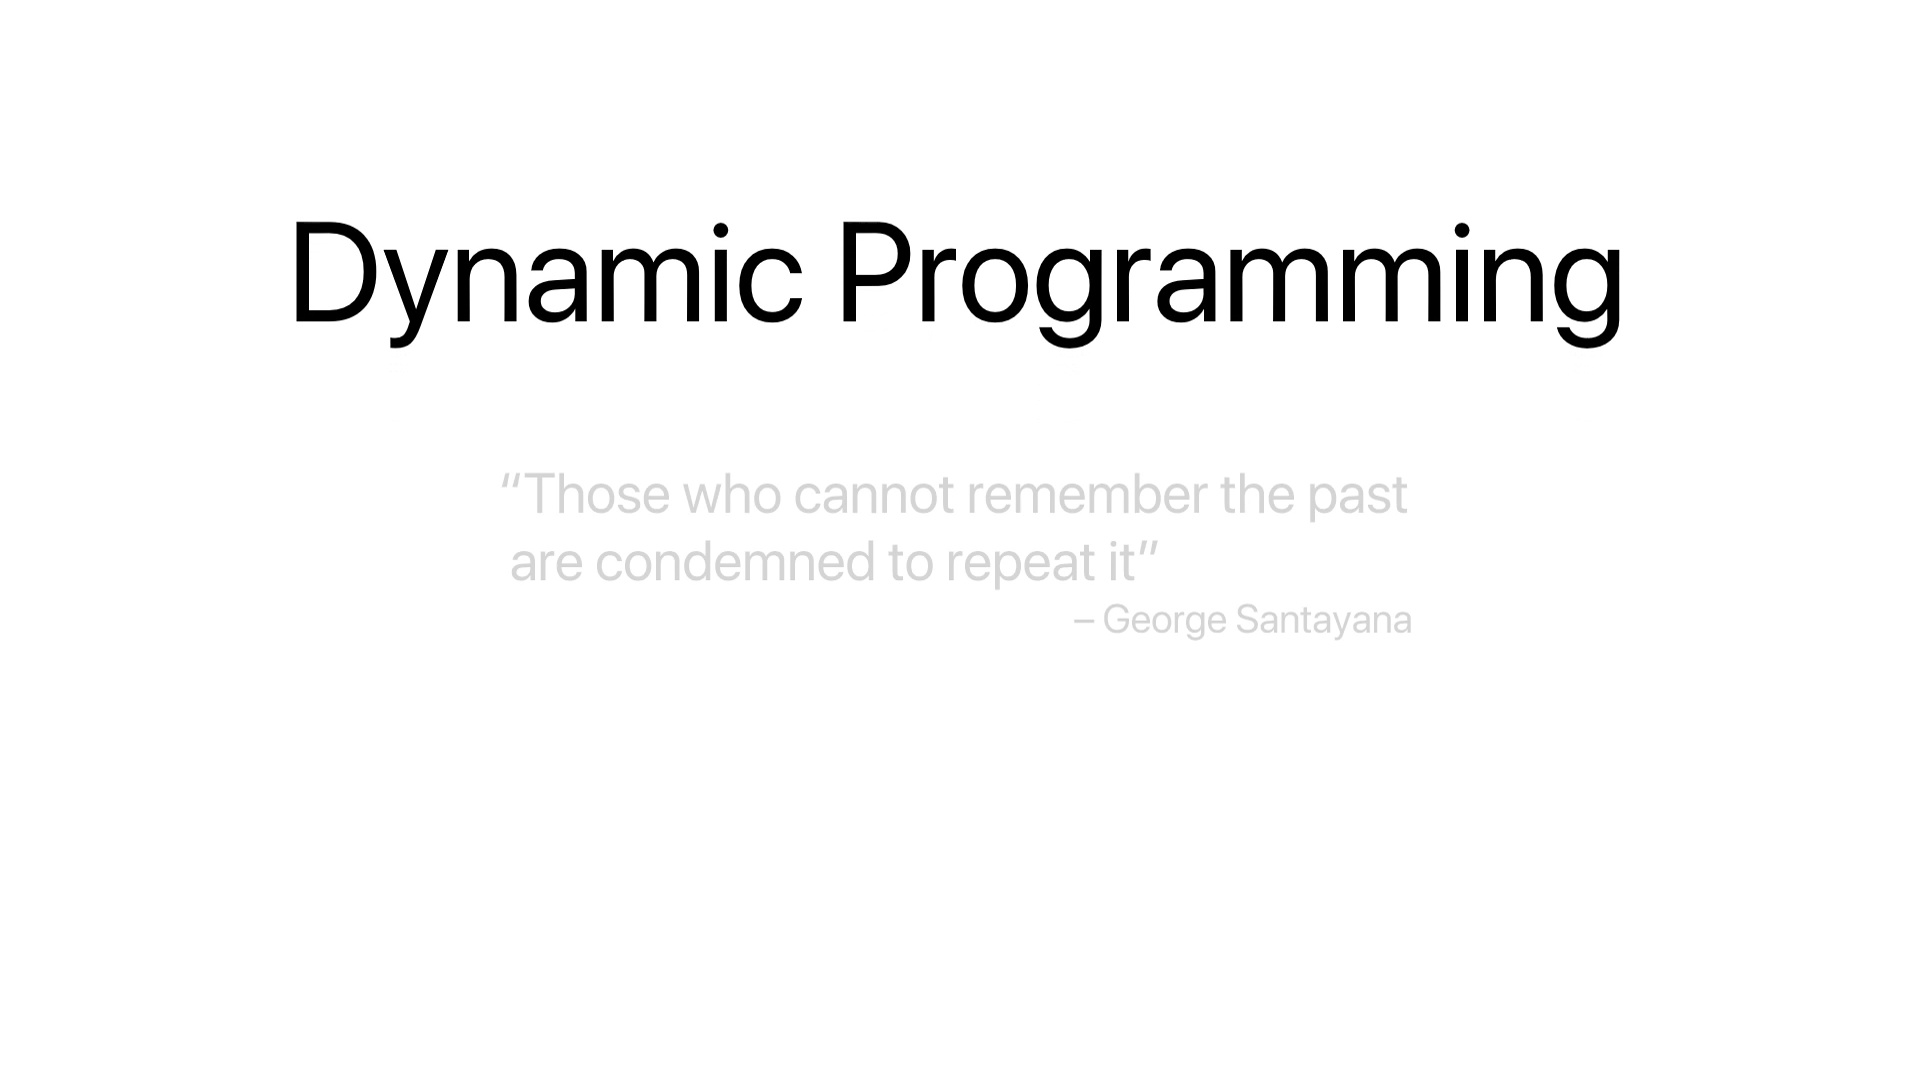 Dynamic Programming
“Those who cannot remember the past
are condemned to repeat it”
– George Santayana